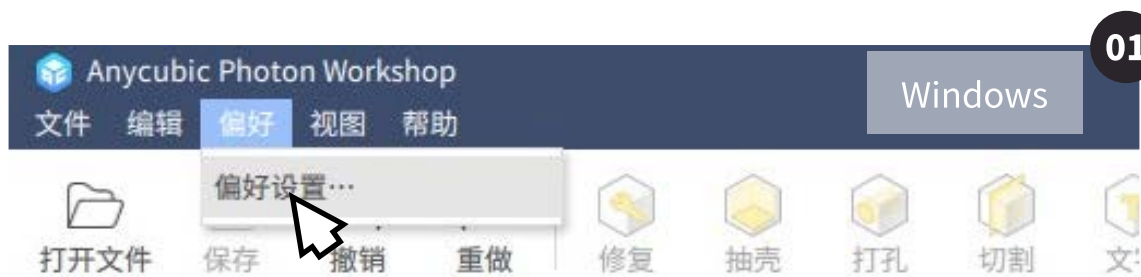 01
Anycubic Photon Workshop
Windows
文件 编辑 偏好 视图 帮助
偏好设置…
打开文件 保存 撤销 重做 修复 抽壳 打孔 切割 文